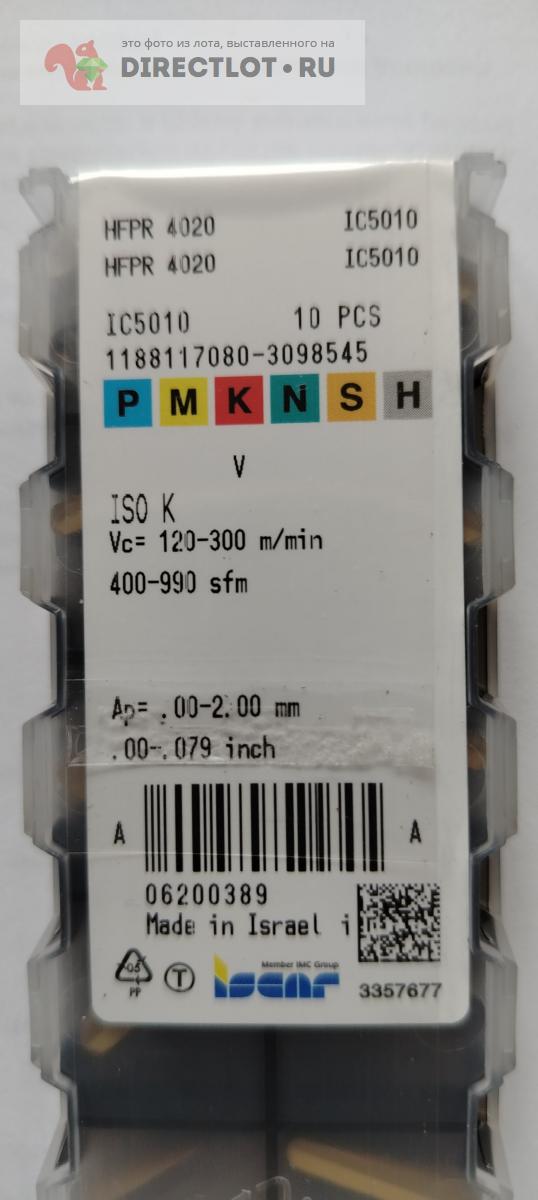 это фото из лота, выставленного на
DIRECTLOT.RU
HFPR 4020 IC5010
HFPR 4020 IC5010
IC5010 10 PCS
1188117080-3098545
P M K N S H
V
ISO K
Vc= 120-300 m/min
400-990 sfm
Ap= .00-2.00 mm
.00-.079 inch
A A
06200389
Made in Israel i
Member IMC Group
05 PP T iscar 3357677